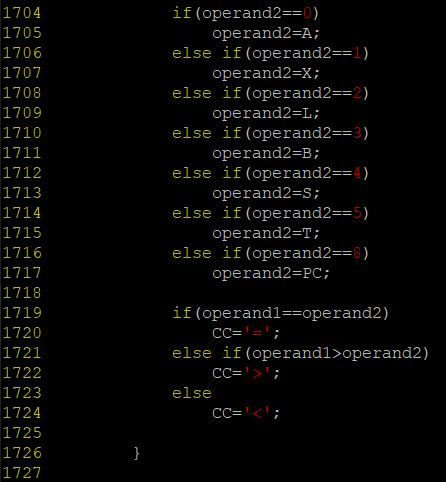 1704 if(operand2==0)
1705 operand2=A;
1706 else if(operand2==1)
1707 operand2=X;
1708 else if(operand2==2)
1709 operand2=L;
1710 else if(operand2==3)
1711 operand2=B;
1712 else if(operand2==4)
1713 operand2=S;
1714 else if(operand2==5)
1715 operand2=T;
1716 else if(operand2==8)
1717 operand2=PC;
1718
1719 if(operand1==operand2)
1720 CC='=';
1721 else if(operand1>operand2)
1722 CC='>';
1723 else
1724 CC='<';
1725
1726 }
1727